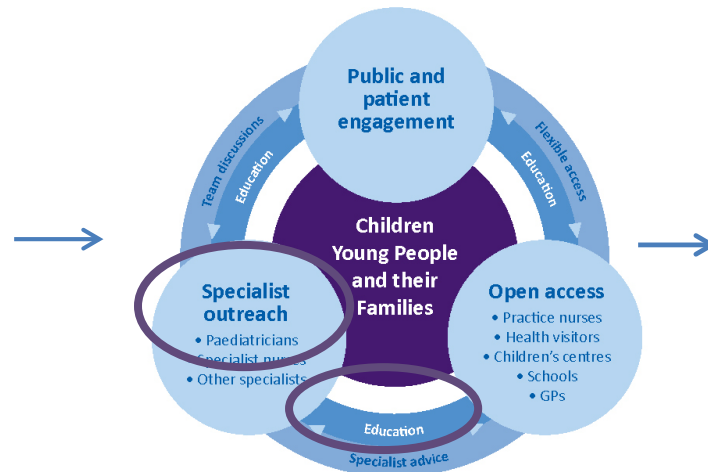 Public and
patient
engagement
Team discussions
Education
Flexible access
Education
Children
Young People
and their
Families
Specialist
outreach
• Paediatricians
• Specialist nurses
• Other specialists
Open access
• Practice nurses
• Health visitors
• Children's centres
• Schools
• GPs
Education
Specialist advice